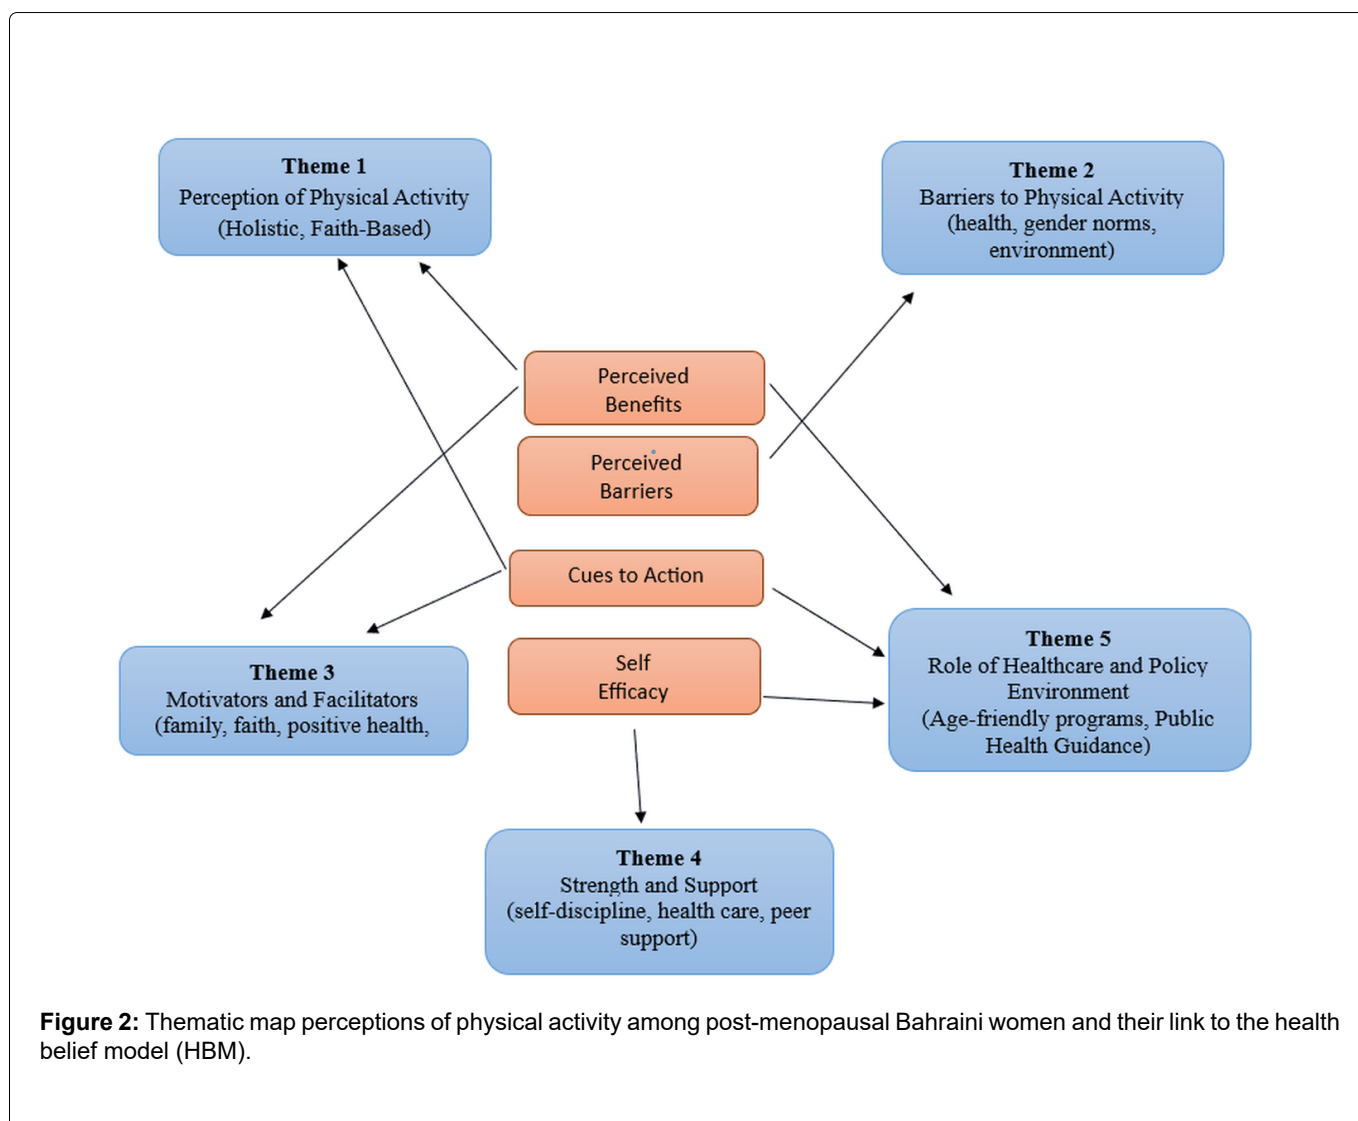 Theme 1
Perception of Physical Activity
(Holistic, Faith-Based)
Theme 2
Barriers to Physical Activity
(health, gender norms,
environment)
Perceived
Benefits
Perceived
Barriers
Cues to Action
Self
Efficacy
Theme 3
Motivators and Facilitators
(family, faith, positive health,
Theme 5
Role of Healthcare and Policy
Environment
(Age-friendly programs, Public
Health Guidance)
Theme 4
Strength and Support
(self-discipline, health care, peer
support)
Figure 2: Thematic map perceptions of physical activity among post-menopausal Bahraini women and their link to the health
belief model (HBM).